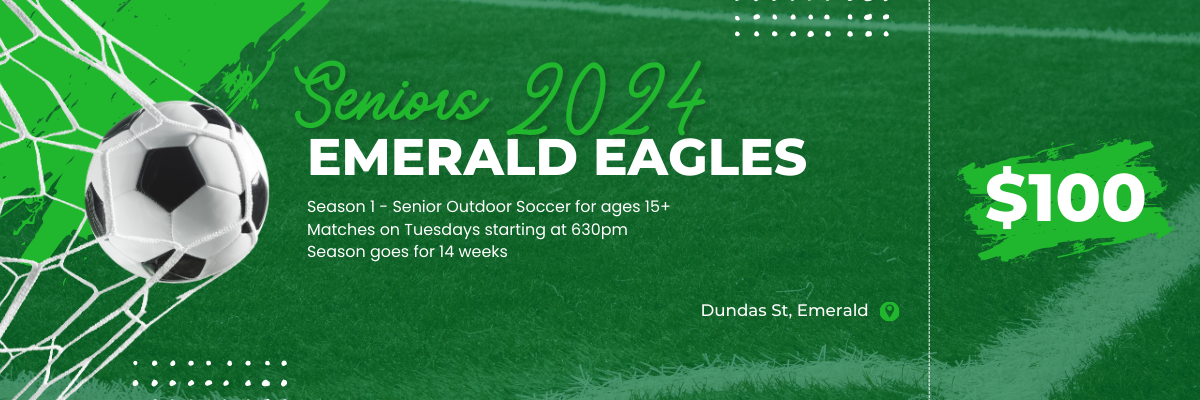 Seniors 2024
EMERALD EAGLES
Season 1 - Senior Outdoor Soccer for ages 15+
Matches on Tuesdays starting at 630pm
Season goes for 14 weeks
Dundas St, Emerald
$100